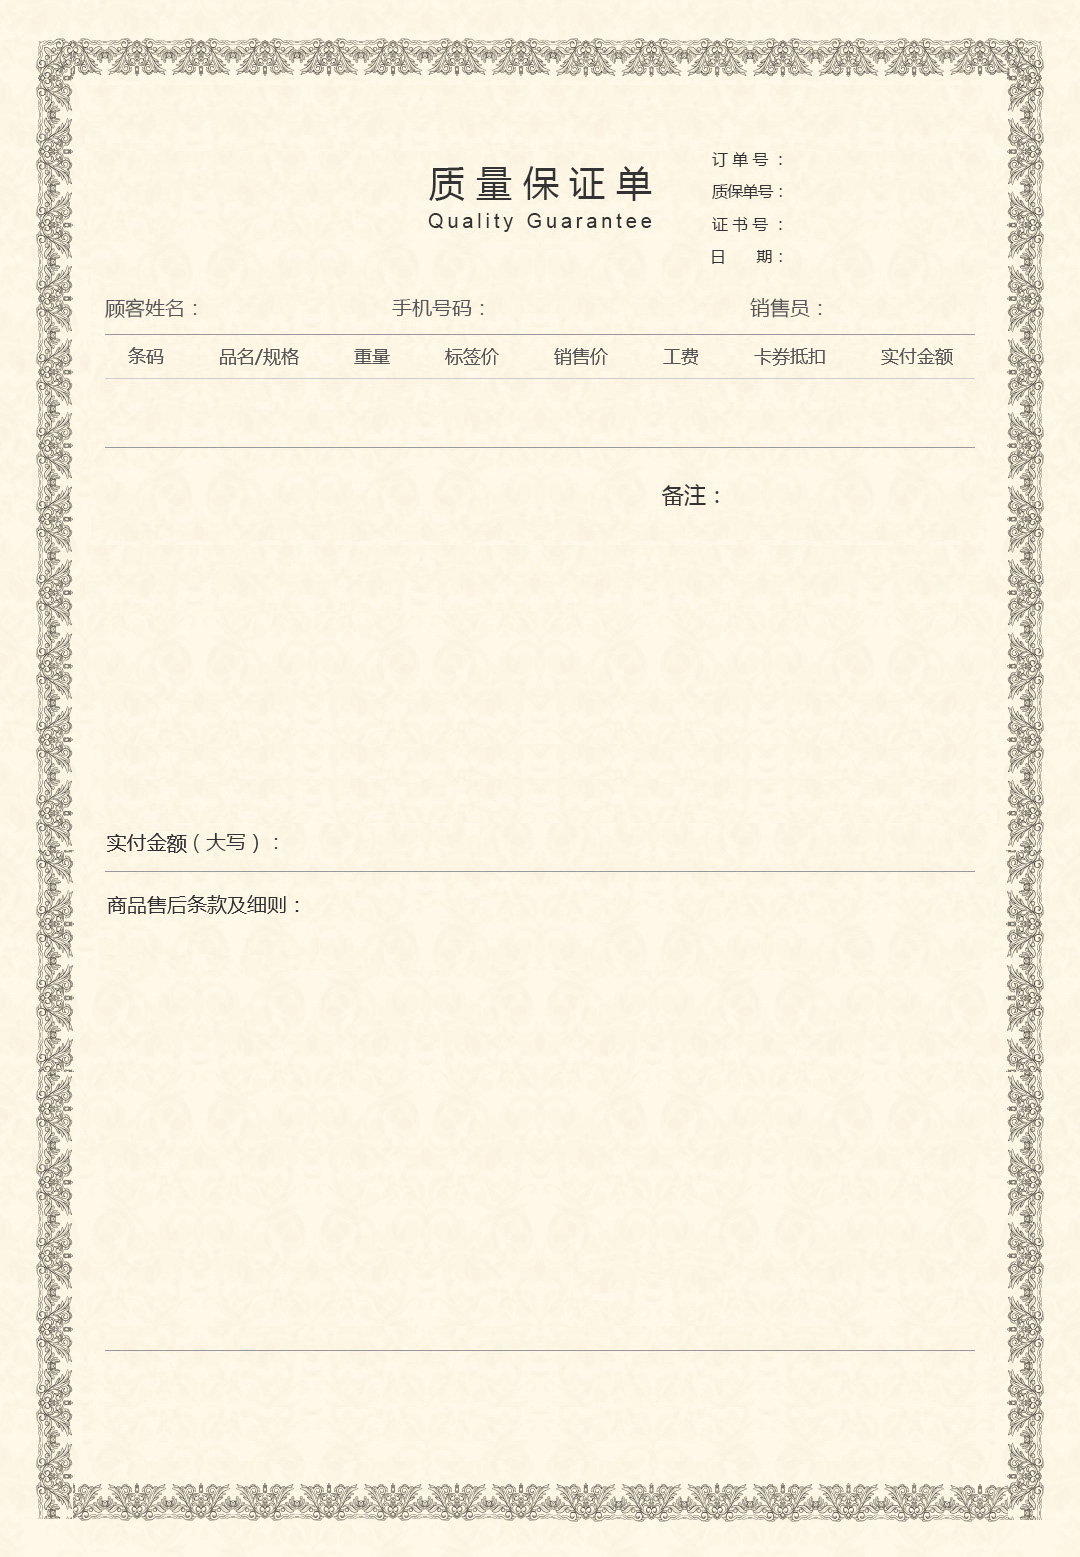 质量保证单
Quality Guarantee
订单号：
质保单号：
证书号：
日 期：
顾客姓名： 手机号码： 销售员：
条码 品名/规格 重量 标签价 销售价 工费 卡券抵扣 实付金额
备注：
实付金额（大写）：
商品售后条款及细则：